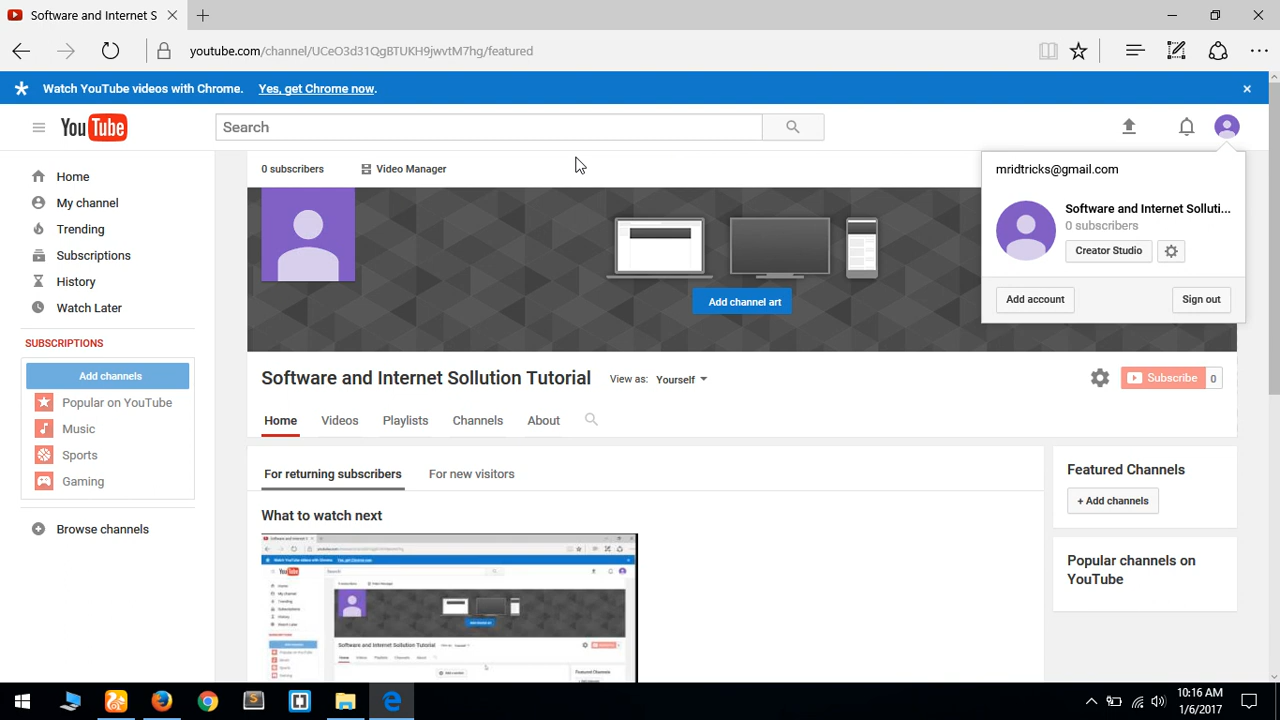 Software and Internet S
youtube.com/channel/UCeO3d31QgBTUKH9jwvtM7hg/featured
Watch YouTube videos with Chrome. Yes, get Chrome now.
YouTube
Search
mridtricks@gmail.com
Software and Internet Solluti...
0 subscribers
Creator Studio
Add account
Sign out
Home
My channel
Trending
Subscriptions
History
Watch Later
SUBSCRIPTIONS
Add channels
Popular on YouTube
Music
Sports
Gaming
Browse channels
0 subscribers
Video Manager
Add channel art
Software and Internet Sollution Tutorial
View as: Yourself
Subscribe 0
Home Videos Playlists Channels About
For returning subscribers For new visitors
What to watch next
YouTube
Software and Internet Sollution Tutorial
Featured Channels
+ Add channels
Popular channels on
YouTube
10:16 AM
1/6/2017